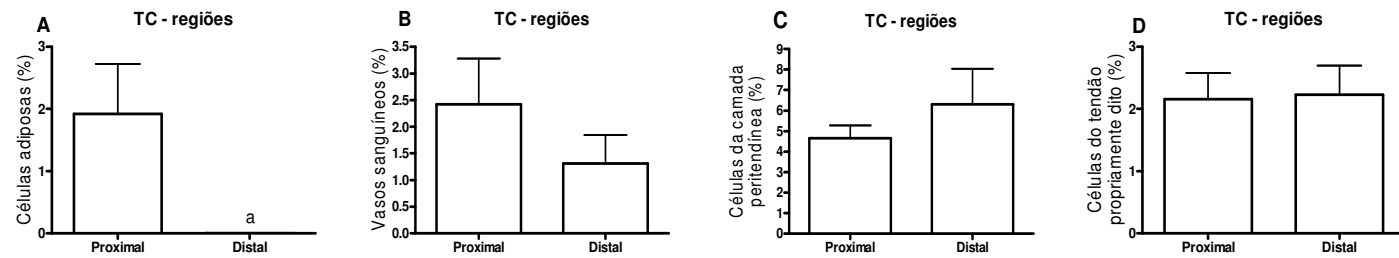 A
TC - regiões
Células adiposas (%)
3
2
1
0
a
Proximal
Distal
B
TC - regiões
Vasos sanguíneos (%)
3.5
3.0
2.5
2.0
1.5
1.0
0.5
0.0
Proximal
Distal
C
TC - regiões
Células da camada
peritendínea (%)
9
8
7
6
5
4
3
2
1
0
Proximal
Distal
D
TC - regiões
Células do tendão
propriamente dito (%)
3
2
1
0
Proximal
Distal